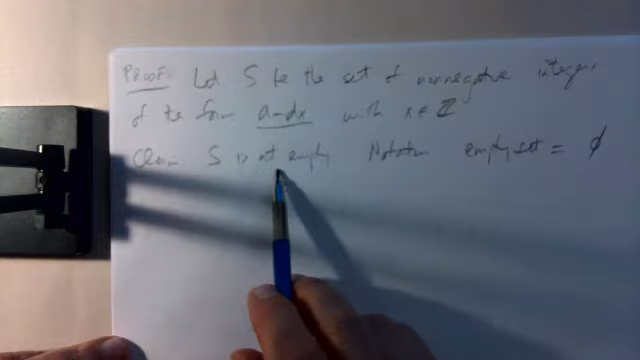 PROOF: Let S be the set of nonnegative integers
of the form a-dx with x ∈ ℤ
Claim S is not empty Notation empty set = ∅